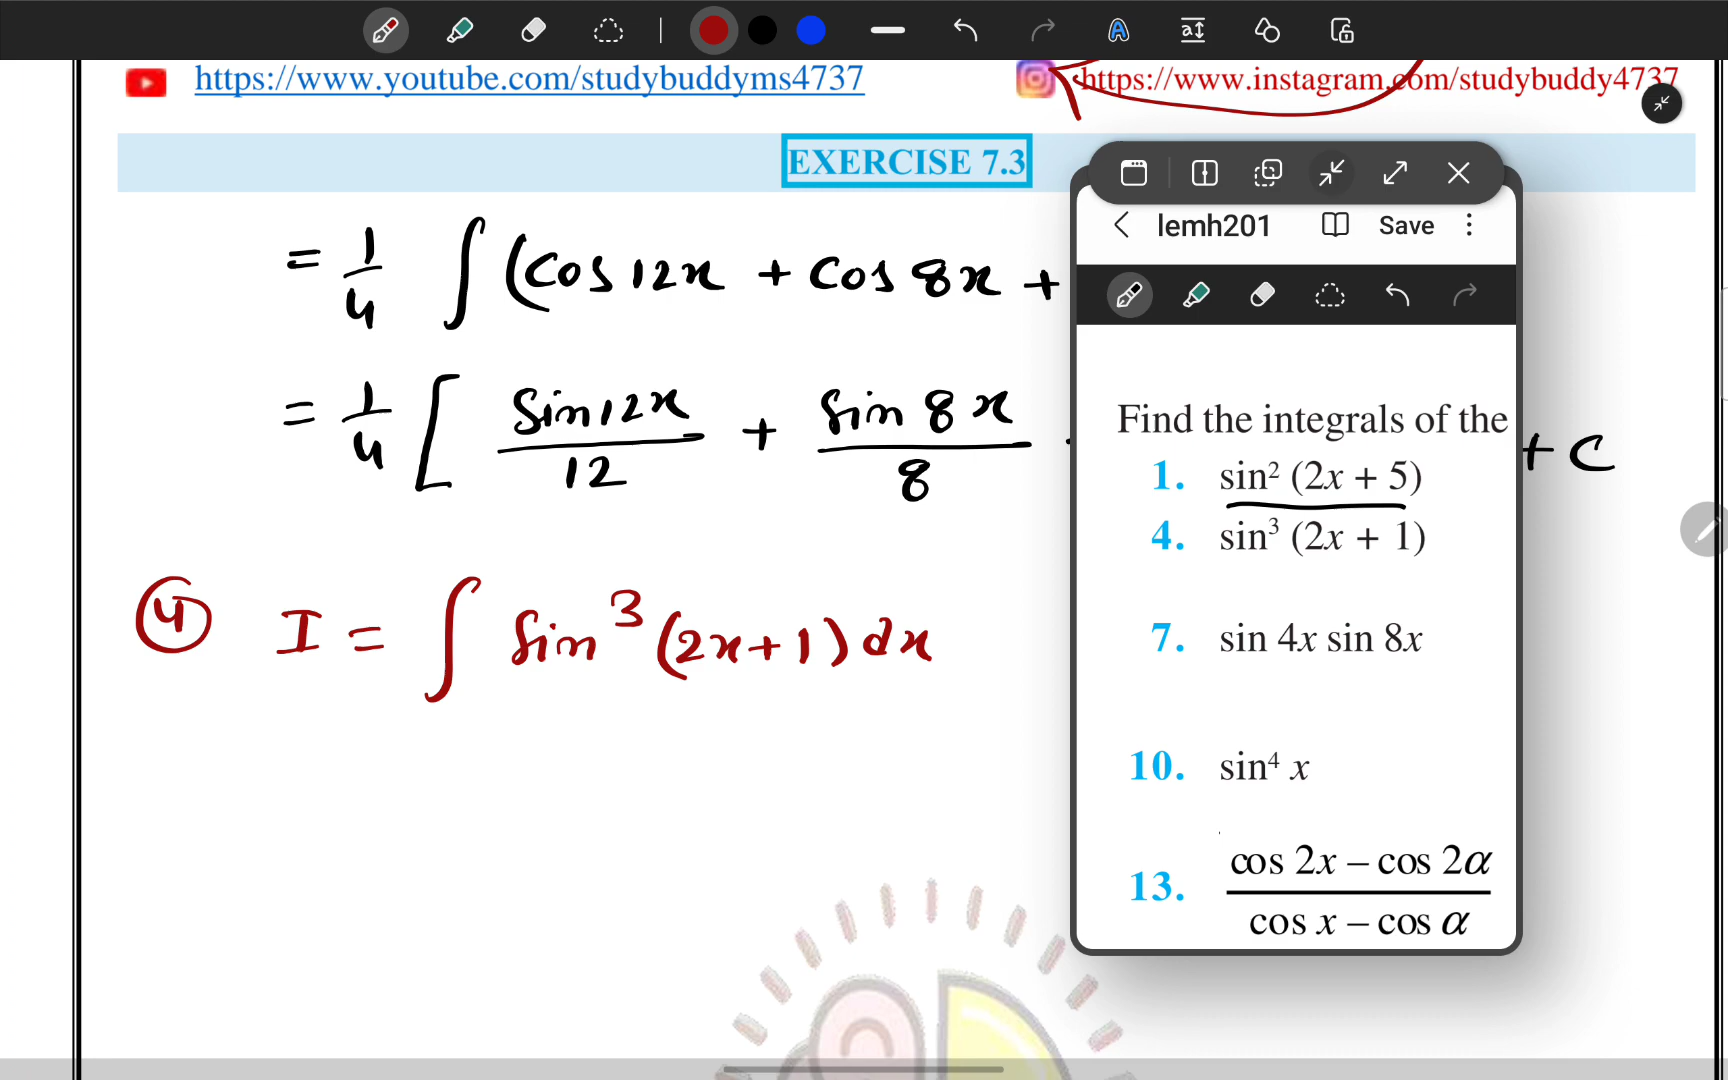 https://www.youtube.com/studybuddyms4737 https://www.instagram.com/studybuddy4737
EXERCISE 7.3
= 1/4 ∫ (cos 12x + cos 8x +
= 1/4 [ sin 12x / 12 + sin 8x / 8 + C
④ I = ∫ sin³ (2x+1) dx
lemh201 Save
Find the integrals of the
1. sin² (2x + 5)
4. sin³ (2x + 1)
7. sin 4x sin 8x
10. sin⁴ x
13. cos 2x – cos 2α / cos x – cos α